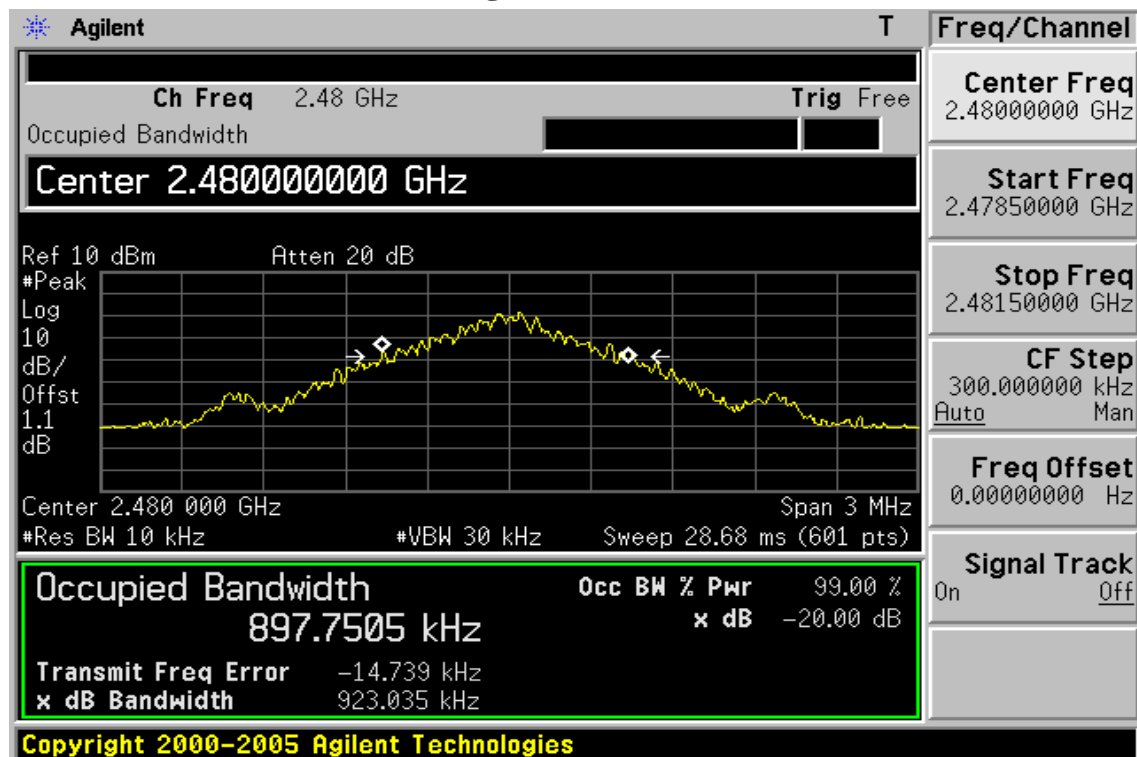 Agilent T Freq/Channel
Ch Freq 2.48 GHz Trig Free
Occupied Bandwidth
Center 2.480000000 GHz
Ref 10 dBm Atten 20 dB
#Peak
Log
10
dB/
Offst
1.1
dB
Center 2.480 000 GHz Span 3 MHz
#Res BW 10 kHz #VBW 30 kHz Sweep 28.68 ms (601 pts)
Occupied Bandwidth Occ BW % Pwr 99.00 %
897.7505 kHz x dB -20.00 dB
Transmit Freq Error -14.739 kHz
x dB Bandwidth 923.035 kHz
Center Freq
2.48000000 GHz
Start Freq
2.47850000 GHz
Stop Freq
2.48150000 GHz
CF Step
300.000000 kHz
Auto Man
Freq Offset
0.00000000 Hz
Signal Track
On Off
Copyright 2000-2005 Agilent Technologies